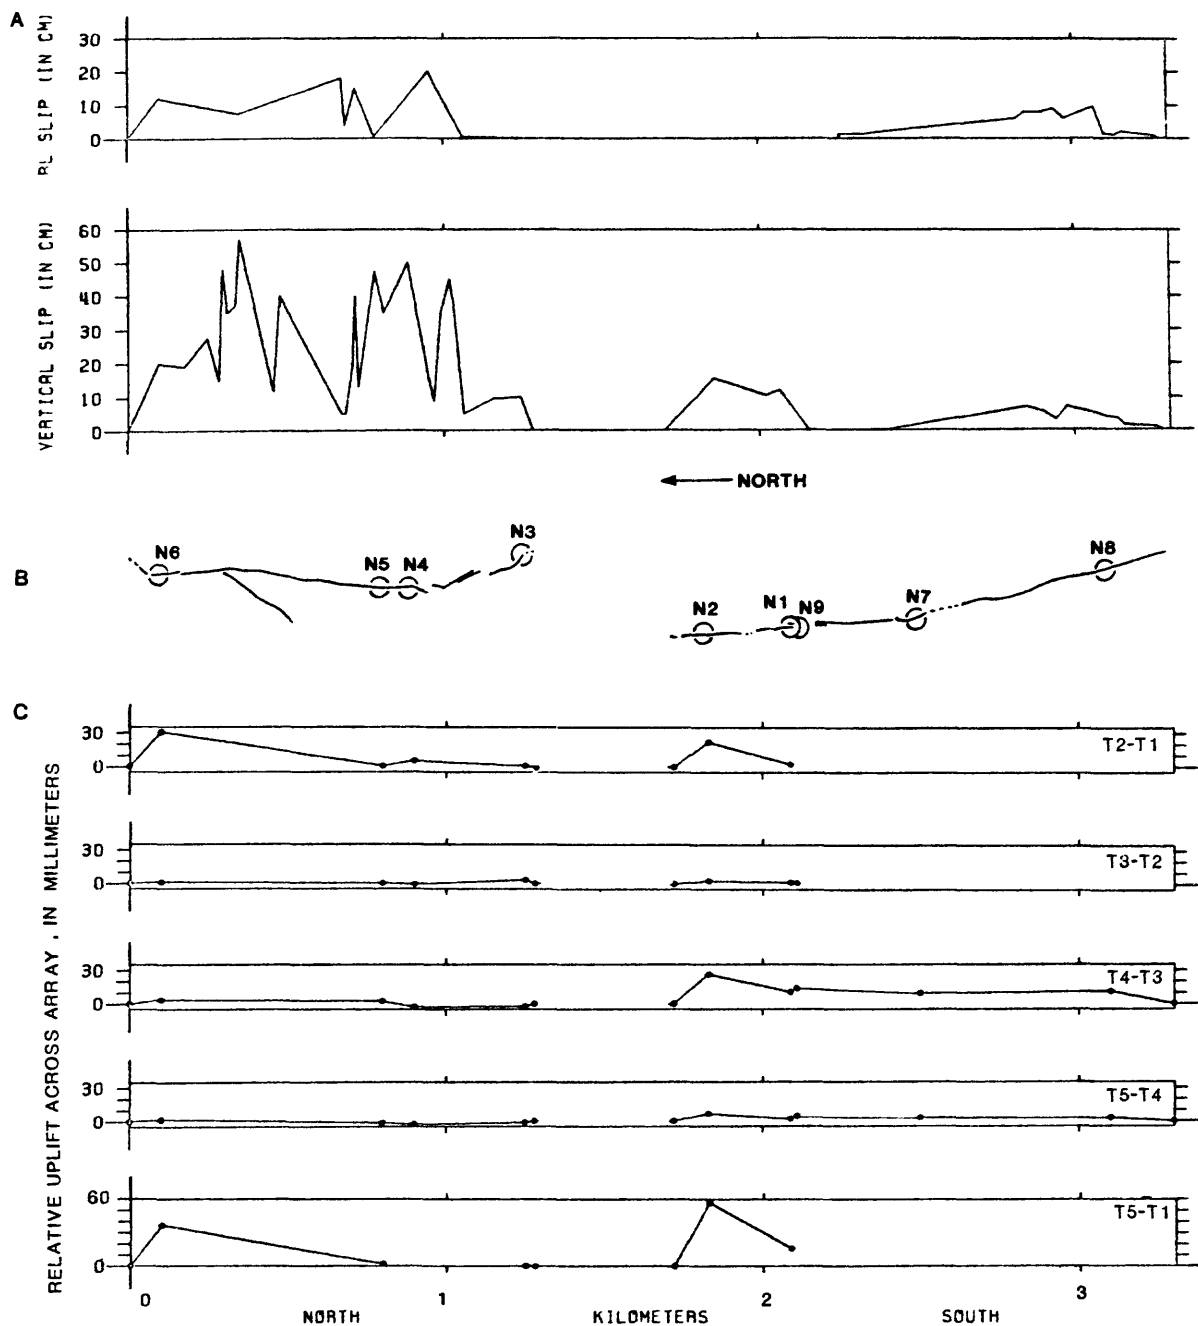 A
RL SLIP (IN CM)
30
20
10
0
VERTICAL SLIP (IN CM)
60
50
40
30
20
10
0
NORTH
B
N6
N5 N4
N3
N2
N1 N9
N7
N8
C
RELATIVE UPLIFT ACROSS ARRAY, IN MILLIMETERS
30
0
T2-T1
30
0
T3-T2
30
0
T4-T3
30
0
T5-T4
60
0
T5-T1
0 1 2 3
NORTH KILOMETERS SOUTH